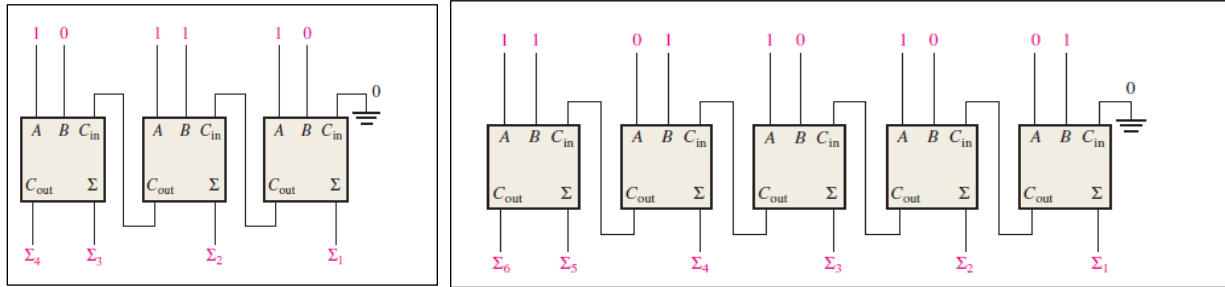 1 0 1 1 1 0
0
A B Cin A B Cin A B Cin
Cout Σ Cout Σ Cout Σ
Σ4 Σ3 Σ2 Σ1
1 1 0 1 1 0 1 0 0 1
0
A B Cin A B Cin A B Cin A B Cin A B Cin
Cout Σ Cout Σ Cout Σ Cout Σ Cout Σ
Σ6 Σ5 Σ4 Σ3 Σ2 Σ1